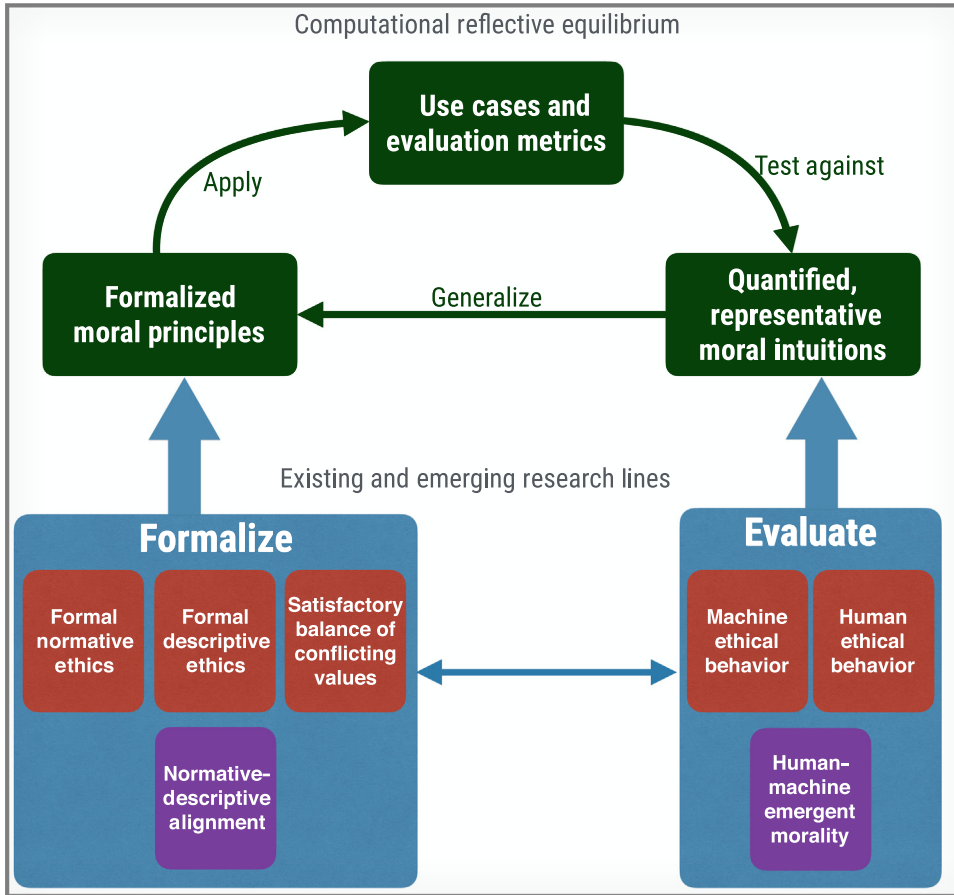 Computational reflective equilibrium
Use cases and
evaluation metrics
Apply
Test against
Formalized
moral principles
Generalize
Quantified,
representative
moral intuitions
Existing and emerging research lines
Formalize
Formal
normative
ethics
Formal
descriptive
ethics
Satisfactory
balance of
conflicting
values
Normative-
descriptive
alignment
Evaluate
Machine
ethical
behavior
Human
ethical
behavior
Human–
machine
emergent
morality